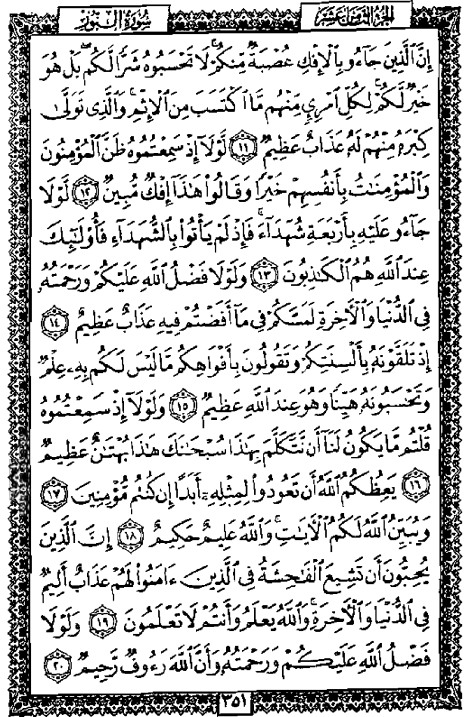 الجزء الثامن عشر
سورة النور
إِنَّ الَّذِينَ جَاءُو بِالْإِفْكِ عُصْبَةٌ مِّنكُمْ لَا تَحْسَبُوهُ شَرًّا لَّكُم بَلْ هُوَ
خَيْرٌ لَّكُمْ لِكُلِّ امْرِئٍ مِّنْهُم مَّا اكْتَسَبَ مِنَ الْإِثْمِ وَالَّذِي تَوَلَّىٰ
كِبْرَهُ مِنْهُمْ لَهُ عَذَابٌ عَظِيمٌ ١١ لَّوْلَا إِذْ سَمِعْتُمُوهُ ظَنَّ الْمُؤْمِنُونَ
وَالْمُؤْمِنَاتُ بِأَنفُسِهِمْ خَيْرًا وَقَالُوا هَٰذَا إِفْكٌ مُّبِينٌ ١٢ لَّوْلَا
جَاءُو عَلَيْهِ بِأَرْبَعَةِ شُهَدَاءَ فَإِذْ لَمْ يَأْتُوا بِالشُّهَدَاءِ فَأُولَٰئِكَ
عِندَ اللَّهِ هُمُ الْكَاذِبُونَ ١٣ وَلَوْلَا فَضْلُ اللَّهِ عَلَيْكُمْ وَرَحْمَتُهُ
فِي الدُّنْيَا وَالْآخِرَةِ لَمَسَّكُمْ فِي مَا أَفَضْتُمْ فِيهِ عَذَابٌ عَظِيمٌ ١٤
إِذْ تَلَقَّوْنَهُ بِأَلْسِنَتِكُمْ وَتَقُولُونَ بِأَفْوَاهِكُم مَّا لَيْسَ لَكُم بِهِ عِلْمٌ
وَتَحْسَبُونَهُ هَيِّنًا وَهُوَ عِندَ اللَّهِ عَظِيمٌ ١٥ وَلَوْلَا إِذْ سَمِعْتُمُوهُ
قُلْتُم مَّا يَكُونُ لَنَا أَن نَّتَكَلَّمَ بِهَٰذَا سُبْحَانَكَ هَٰذَا بُهْتَانٌ عَظِيمٌ
١٦ يَعِظُكُمُ اللَّهُ أَن تَعُودُوا لِمِثْلِهِ أَبَدًا إِن كُنتُم مُّؤْمِنِينَ ١٧
وَيُبَيِّنُ اللَّهُ لَكُمُ الْآيَاتِ وَاللَّهُ عَلِيمٌ حَكِيمٌ ١٨ إِنَّ الَّذِينَ
يُحِبُّونَ أَن تَشِيعَ الْفَاحِشَةُ فِي الَّذِينَ ءَامَنُوا لَهُمْ عَذَابٌ أَلِيمٌ
فِي الدُّنْيَا وَالْآخِرَةِ وَاللَّهُ يَعْلَمُ وَأَنتُمْ لَا تَعْلَمُونَ ١٩ وَلَوْلَا
فَضْلُ اللَّهِ عَلَيْكُمْ وَرَحْمَتُهُ وَأَنَّ اللَّهَ رَءُوفٌ رَّحِيمٌ ٢٠
٣٥١